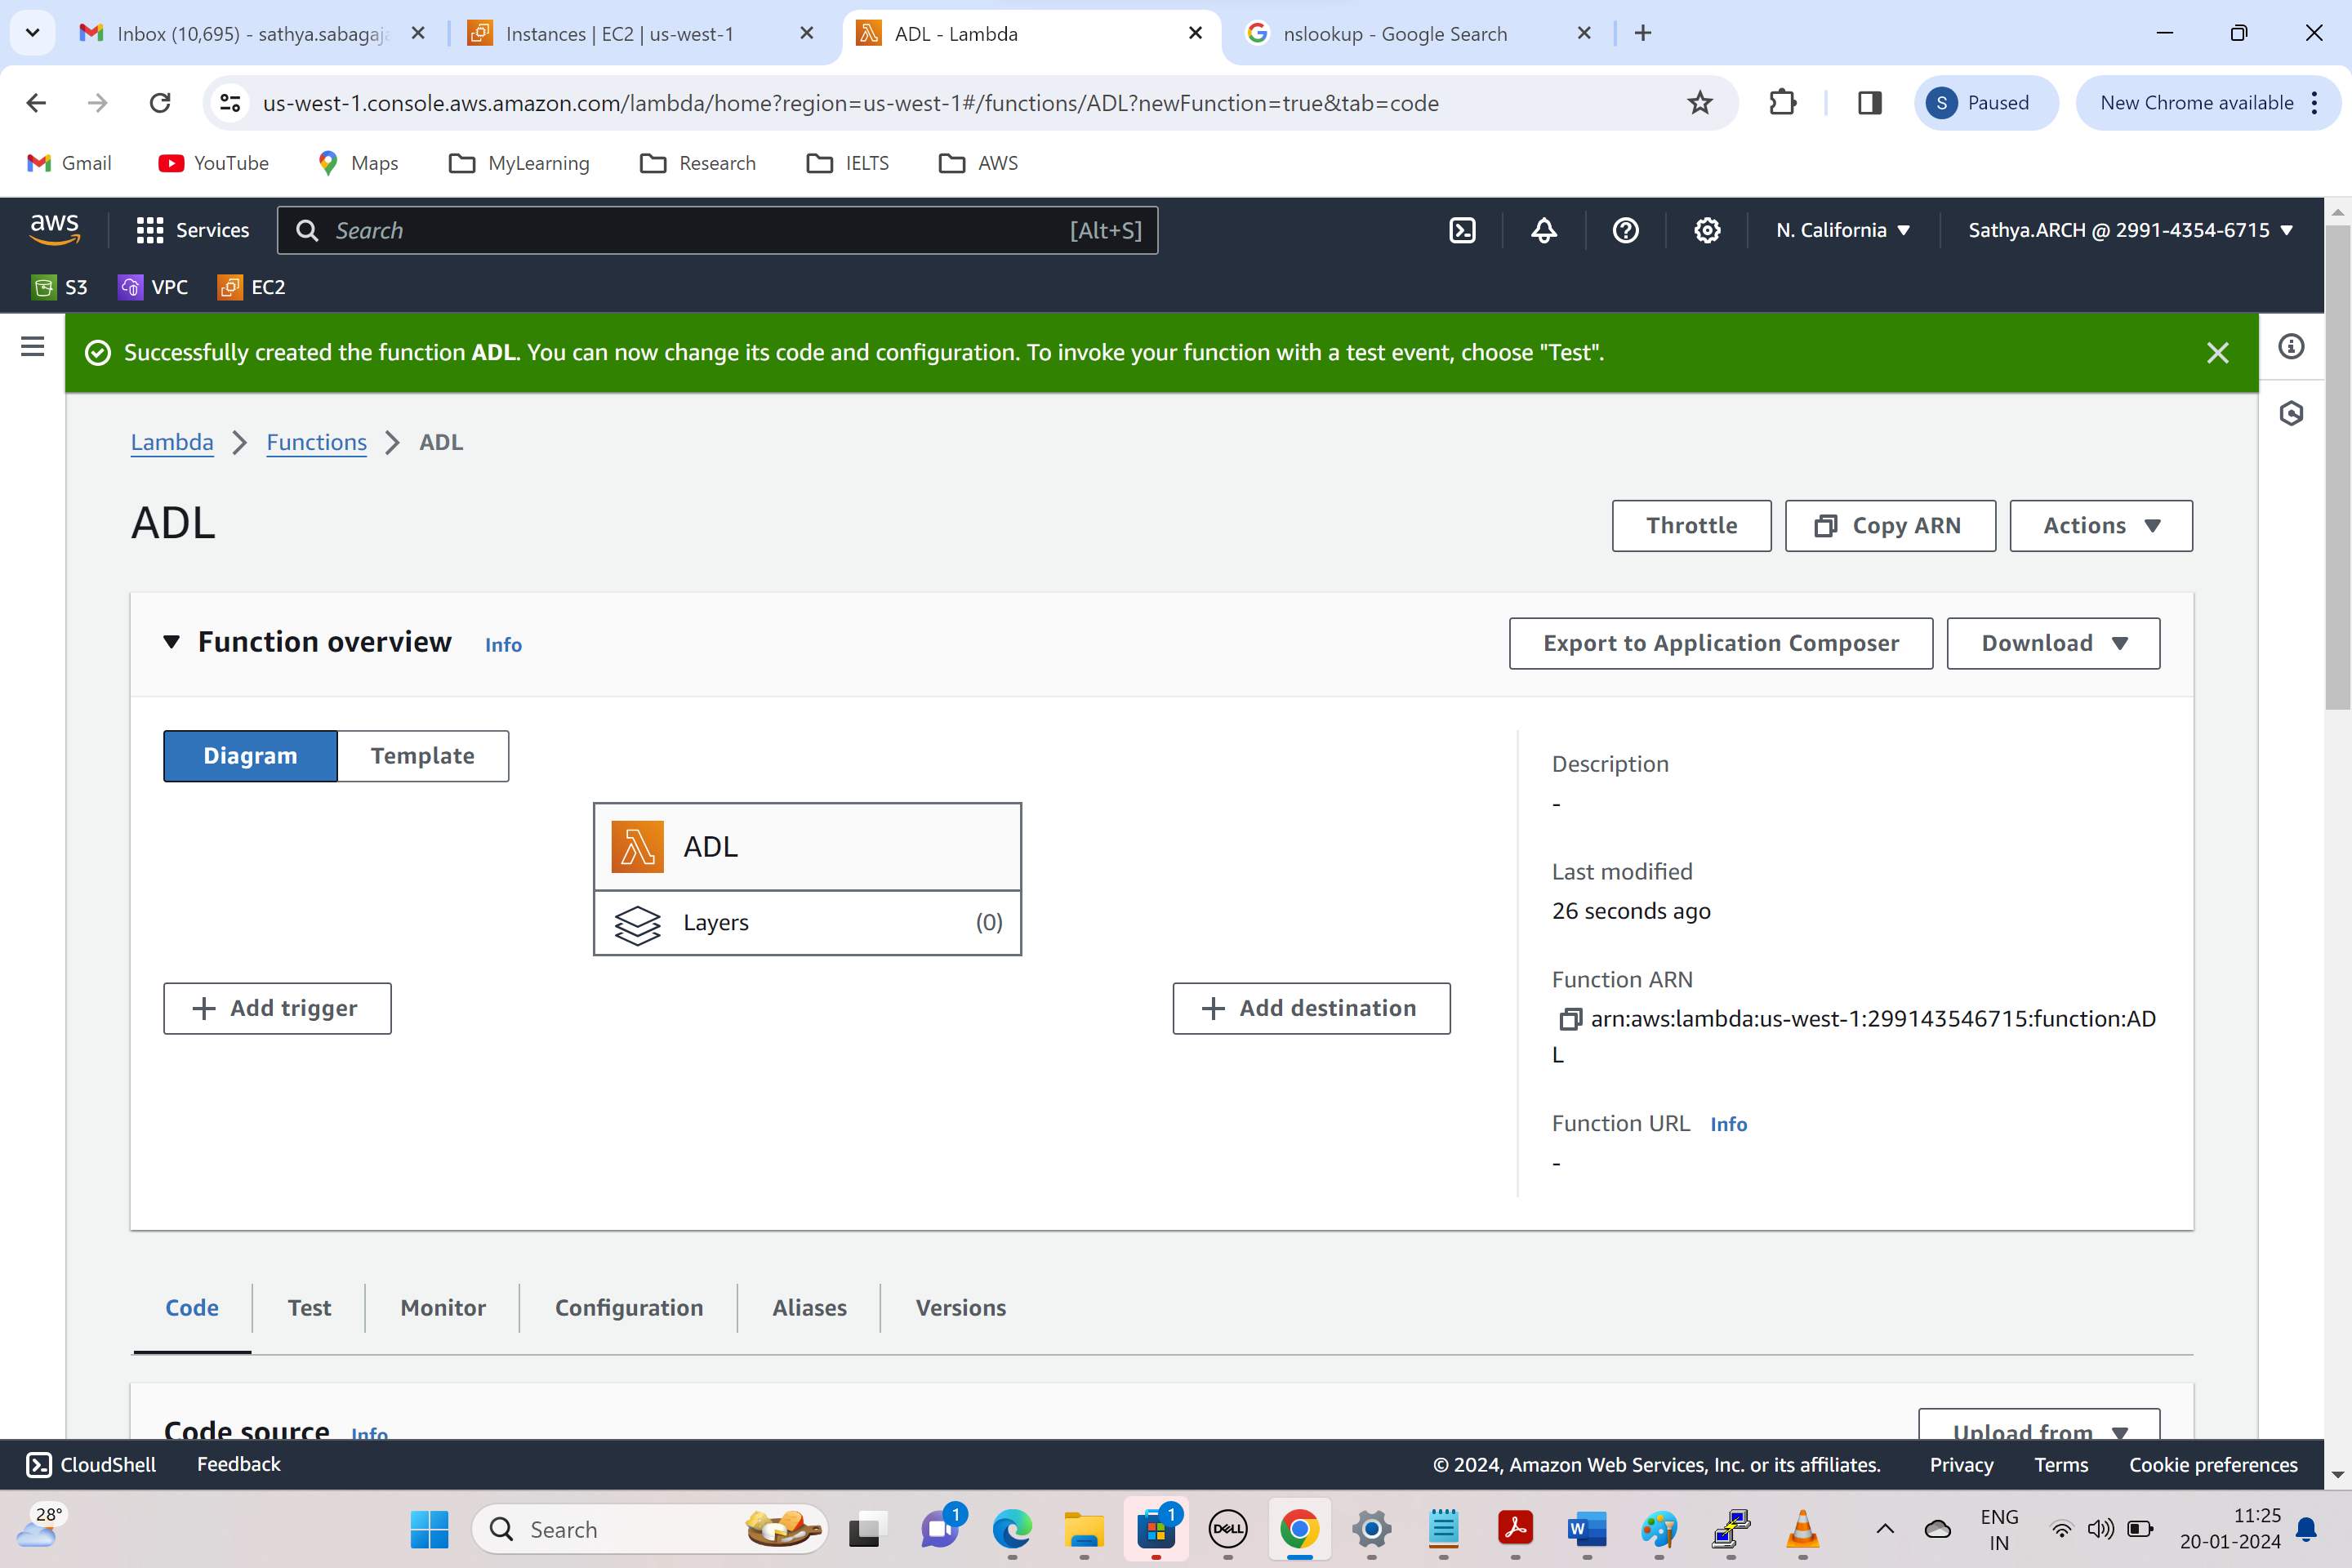 Inbox (10,695) - sathya.sabagaja
Instances | EC2 | us-west-1
ADL - Lambda
nslookup - Google Search
us-west-1.console.aws.amazon.com/lambda/home?region=us-west-1#/functions/ADL?newFunction=true&tab=code
S
Paused
New Chrome available
Gmail
YouTube
Maps
MyLearning
Research
IELTS
AWS
aws
Services
Search
[Alt+S]
N. California
Sathya.ARCH @ 2991-4354-6715
S3
VPC
EC2
Successfully created the function ADL. You can now change its code and configuration. To invoke your function with a test event, choose "Test".
Lambda
Functions
ADL
ADL
Throttle
Copy ARN
Actions
Function overview
Info
Export to Application Composer
Download
Diagram
Template
ADL
Layers
(0)
Add trigger
Add destination
Description
-
Last modified
26 seconds ago
Function ARN
arn:aws:lambda:us-west-1:299143546715:function:AD
L
Function URL
Info
-
Code
Test
Monitor
Configuration
Aliases
Versions
Code source
Info
Upload from
CloudShell
Feedback
© 2024, Amazon Web Services, Inc. or its affiliates.
Privacy
Terms
Cookie preferences
28°
Search
1
1
DELL
W
ENG
IN
11:25
20-01-2024